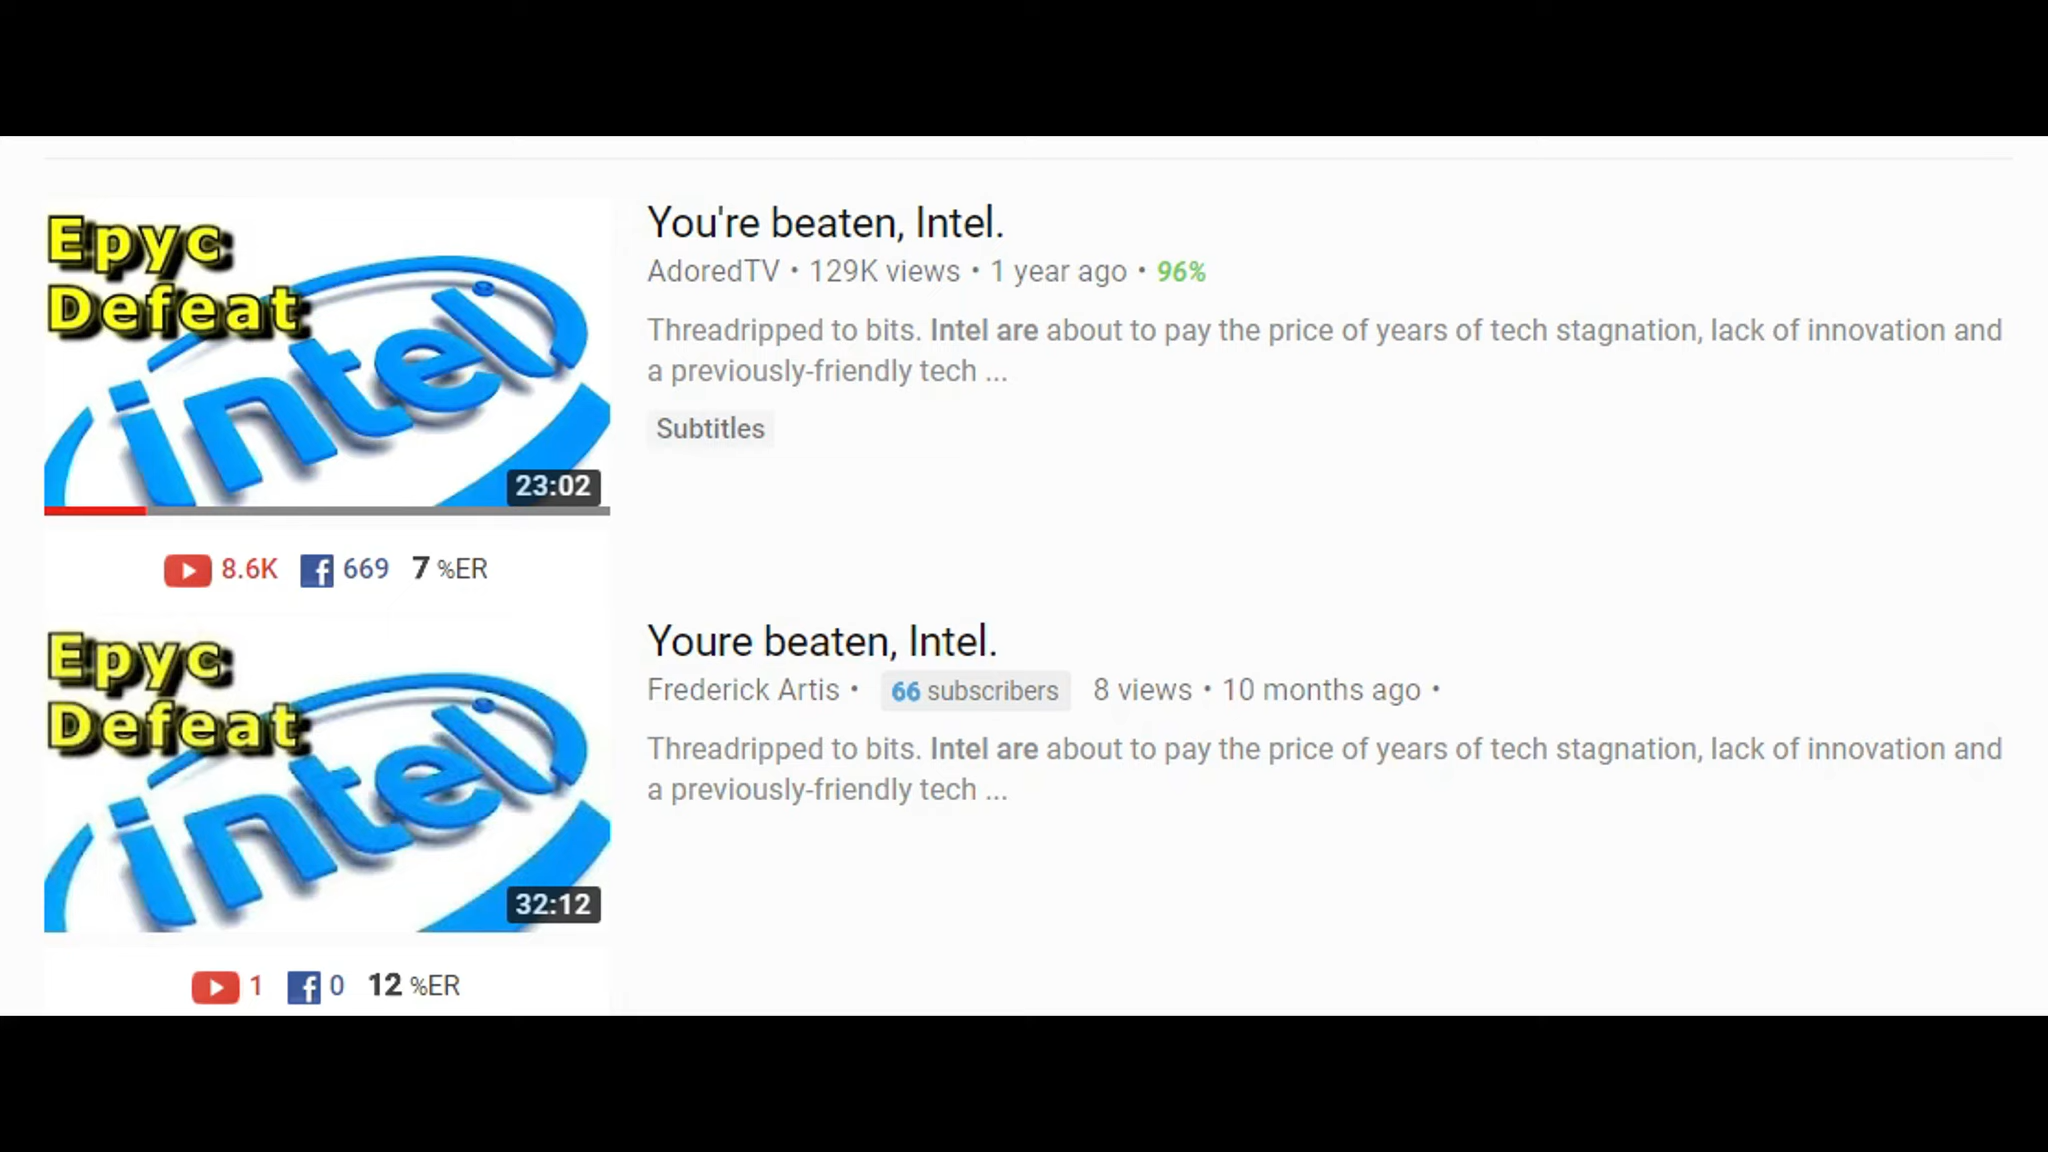 Epyc
Defeat
intel
23:02
You're beaten, Intel.
AdoredTV • 129K views • 1 year ago • 96%
Threadripped to bits. Intel are about to pay the price of years of tech stagnation, lack of innovation and
a previously-friendly tech ...
Subtitles
8.6K f 669 7 %ER
Epyc
Defeat
intel
32:12
Youre beaten, Intel.
Frederick Artis • 66 subscribers 8 views • 10 months ago •
Threadripped to bits. Intel are about to pay the price of years of tech stagnation, lack of innovation and
a previously-friendly tech ...
1 f 0 12 %ER